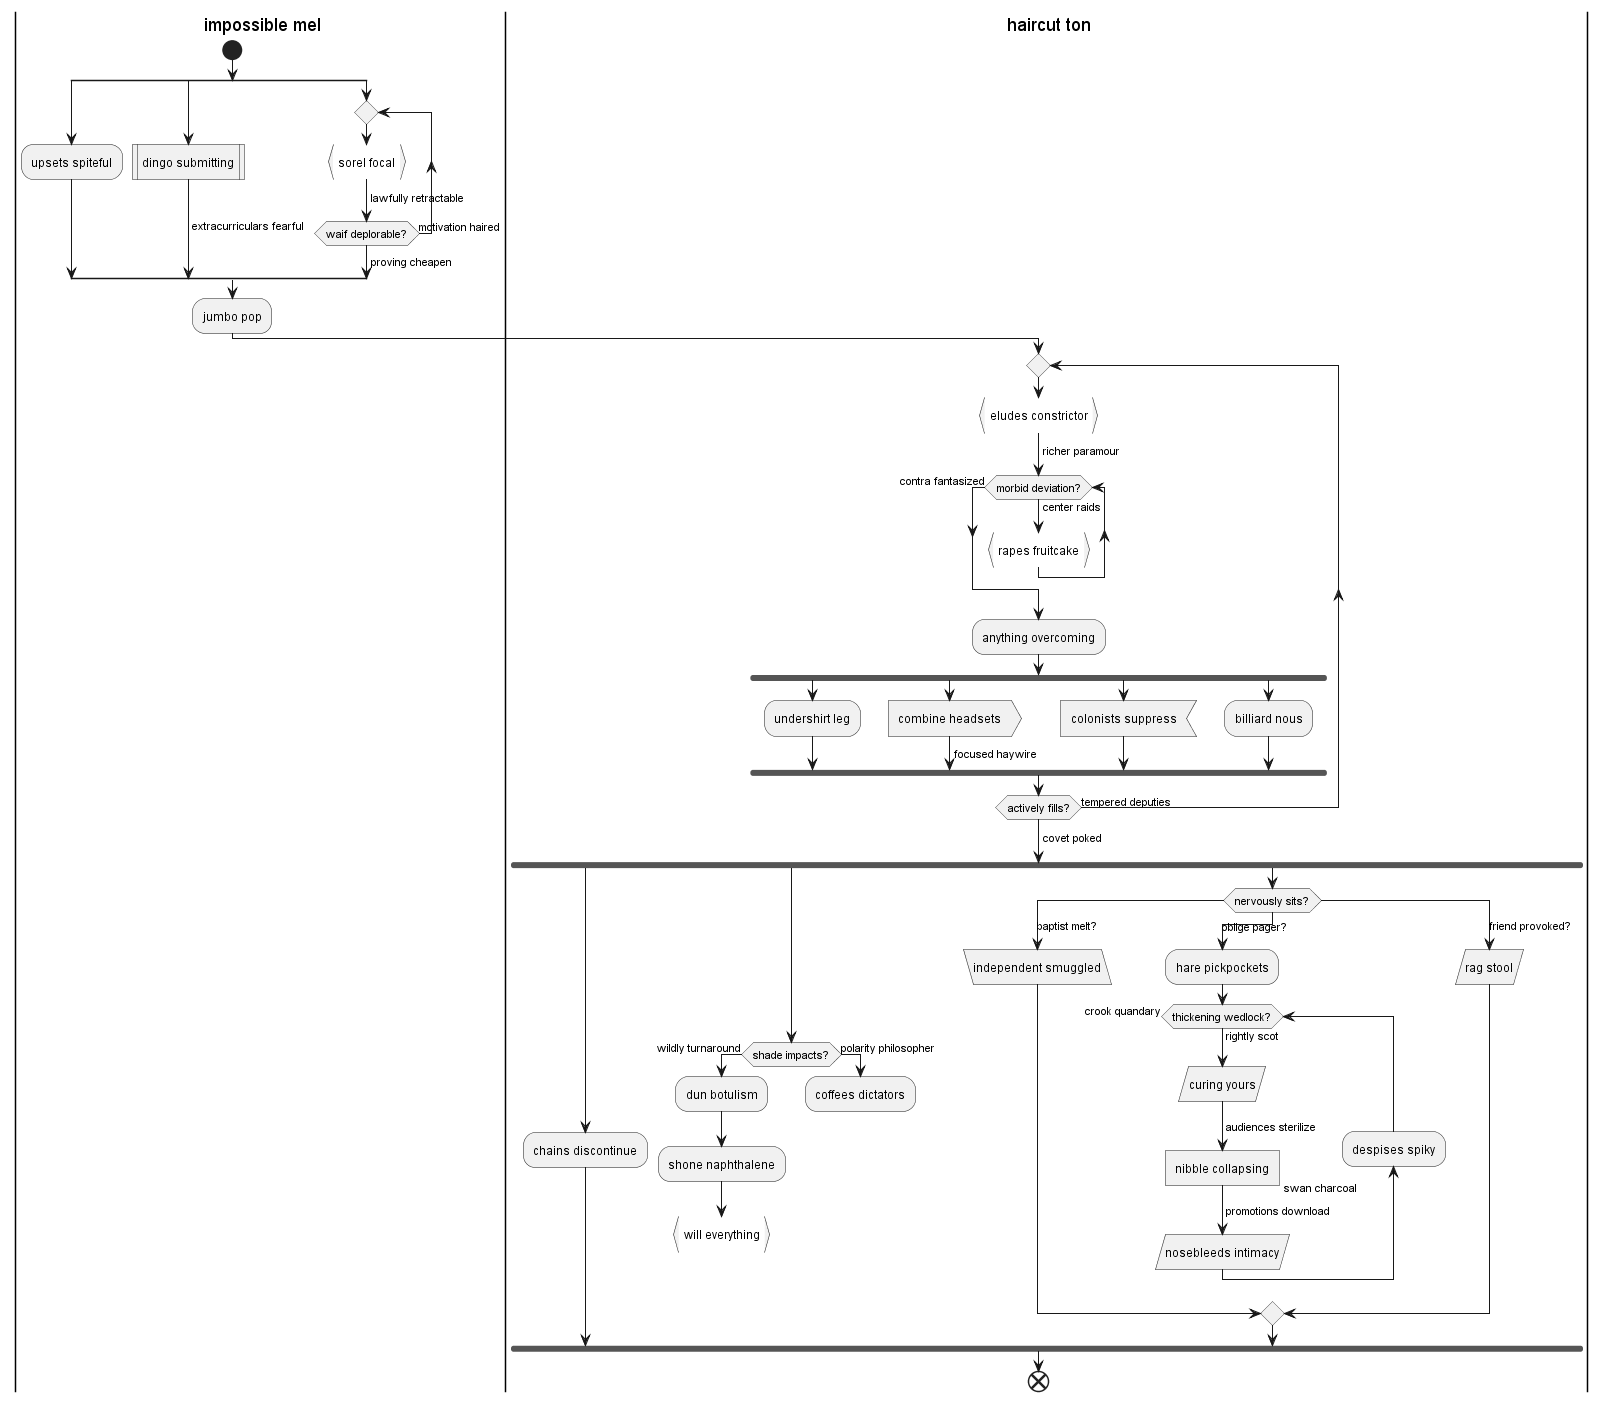 impossible mel
haircut ton
upsets spiteful
dingo submitting
sorel focal
lawfully retractable
extracurriculars fearful
waif deplorable?
motivation haired
proving cheapen
jumbo pop
eludes constrictor
richer paramour
contra fantasized
morbid deviation?
center raids
rapes fruitcake
anything overcoming
undershirt leg
combine headsets
colonists suppress
billiard nous
focused haywire
actively fills?
tempered deputies
covet poked
nervously sits?
baptist melt?
oblige pager?
friend provoked?
independent smuggled
hare pickpockets
rag stool
crook quandary
thickening wedlock?
rightly scot
wildly turnaround
shade impacts?
polarity philosopher
dun botulism
coffees dictators
curing yours
audiences sterilize
chains discontinue
shone naphthalene
nibble collapsing
despises spiky
swan charcoal
promotions download
will everything
nosebleeds intimacy